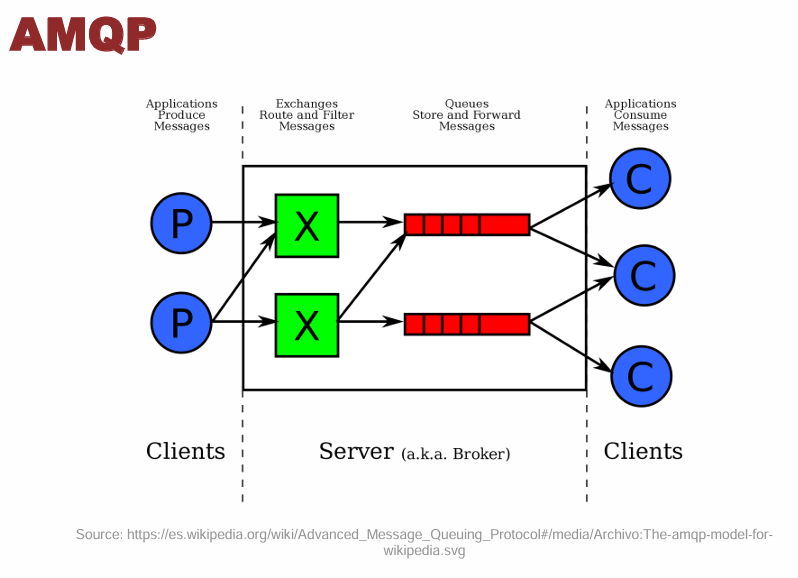 AMQP
Applications
Produce
Messages
Exchanges
Route and Filter
Messages
Queues
Store and Forward
Messages
Applications
Consume
Messages
P
X
C
C
P
X
C
Clients
Server (a.k.a. Broker)
Clients
Source: https://es.wikipedia.org/wiki/Advanced_Message_Queuing_Protocol#/media/Archivo:The-amqp-model-for-
wikipedia.svg